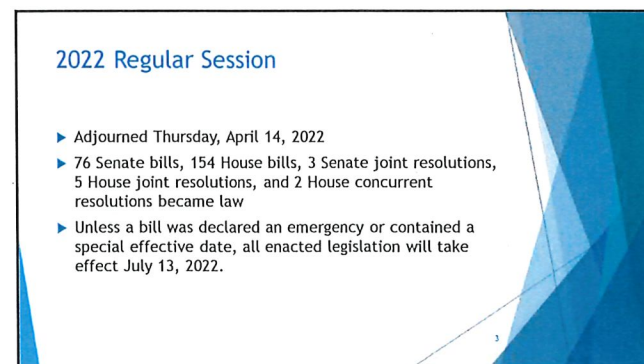 2022 Regular Session
▶ Adjourned Thursday, April 14, 2022
▶ 76 Senate bills, 154 House bills, 3 Senate joint resolutions,
5 House joint resolutions, and 2 House concurrent
resolutions became law
▶ Unless a bill was declared an emergency or contained a
special effective date, all enacted legislation will take
effect July 13, 2022.
3